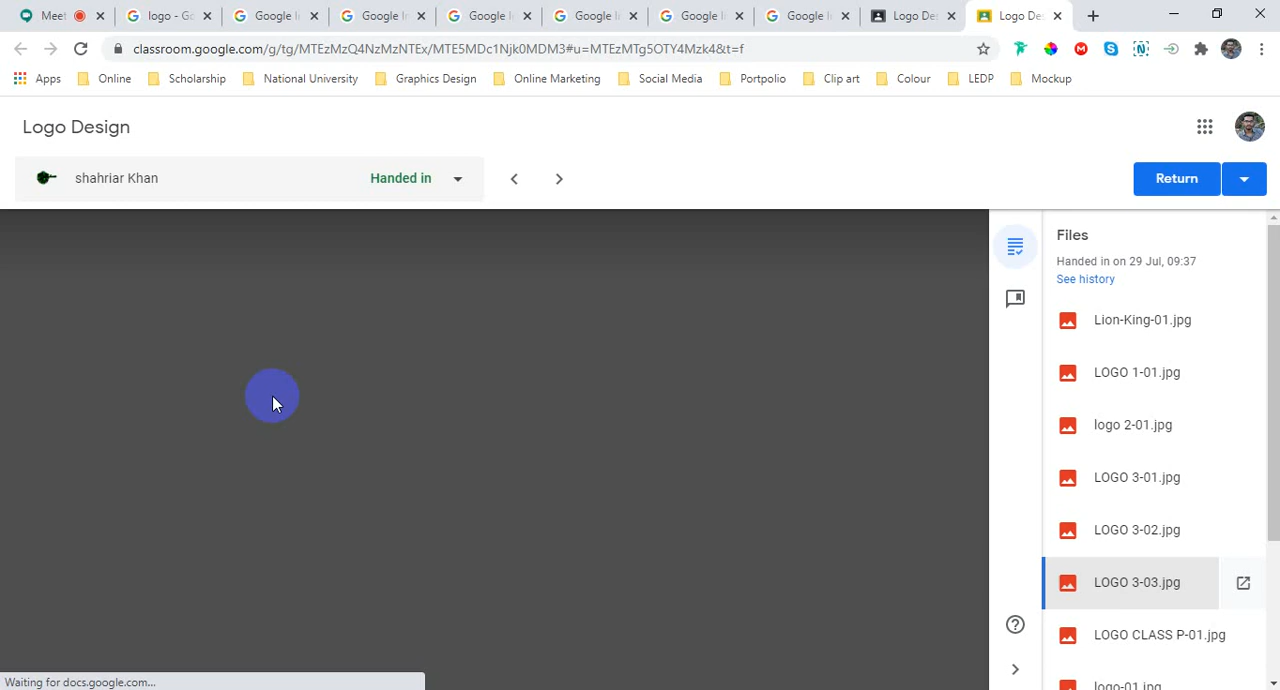 Meet logo - Go Google I Google I Google I Google I Google Google I Logo De Logo De
classroom.google.com/g/tg/MTEzMzQ4NzMzNTEx/MTE5MDc1Njk0MDM3#u=MTEzMTg5OTY4Mzk4&t=f
Apps Online Scholarship National University Graphics Design Online Marketing Social Media Portpolio Clip art Colour LEDP Mockup
Logo Design
shahriar Khan Handed in Return
Files
Handed in on 29 Jul, 09:37
See history
Lion-King-01.jpg
LOGO 1-01.jpg
logo 2-01.jpg
LOGO 3-01.jpg
LOGO 3-02.jpg
LOGO 3-03.jpg
LOGO CLASS P-01.jpg
logo-01.jpg
Waiting for docs.google.com...